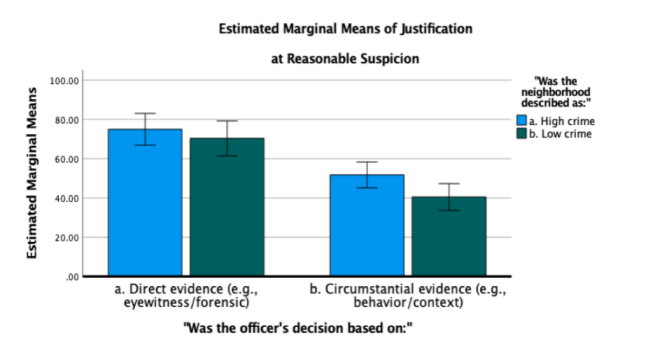 Estimated Marginal Means of Justification
at Reasonable Suspicion
Estimated Marginal Means
100.00
80.00
60.00
40.00
20.00
.00
a. Direct evidence (e.g.,
eyewitness/forensic)
b. Circumstantial evidence (e.g.,
behavior/context)
"Was the officer's decision based on:"
"Was the
neighborhood
described as:"
a. High crime
b. Low crime